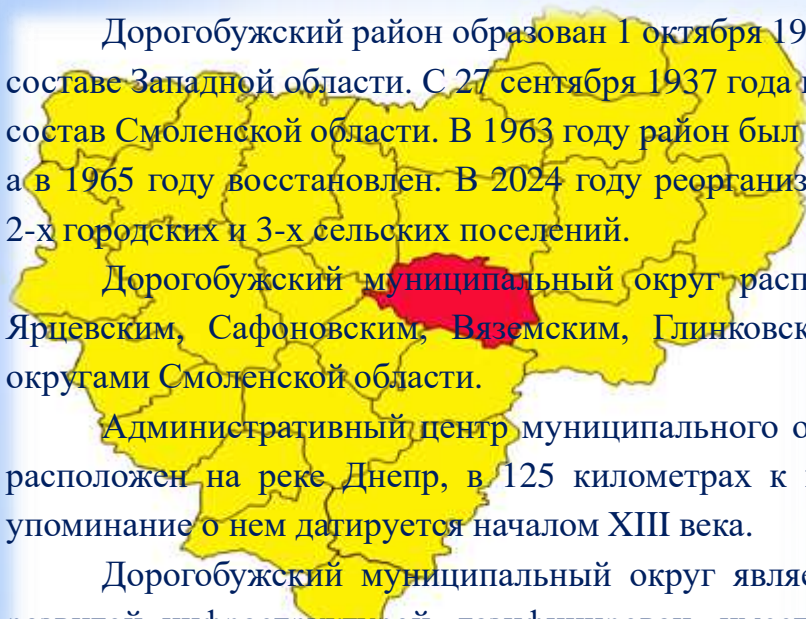 Дорогобужский район образован 1 октября 19
составе Западной области. С 27 сентября 1937 года
состав Смоленской области. В 1963 году район был
а в 1965 году восстановлен. В 2024 году реорганиз
2-х городских и 3-х сельских поселений.
Дорогобужский муниципальный округ расп
Ярцевским, Сафоновским, Вяземским, Глинковск
округами Смоленской области.
Административный центр муниципального о
расположен на реке Днепр, в 125 километрах к
упоминание о нем датируется началом XIII века.
Дорогобужский муниципальный округ являе